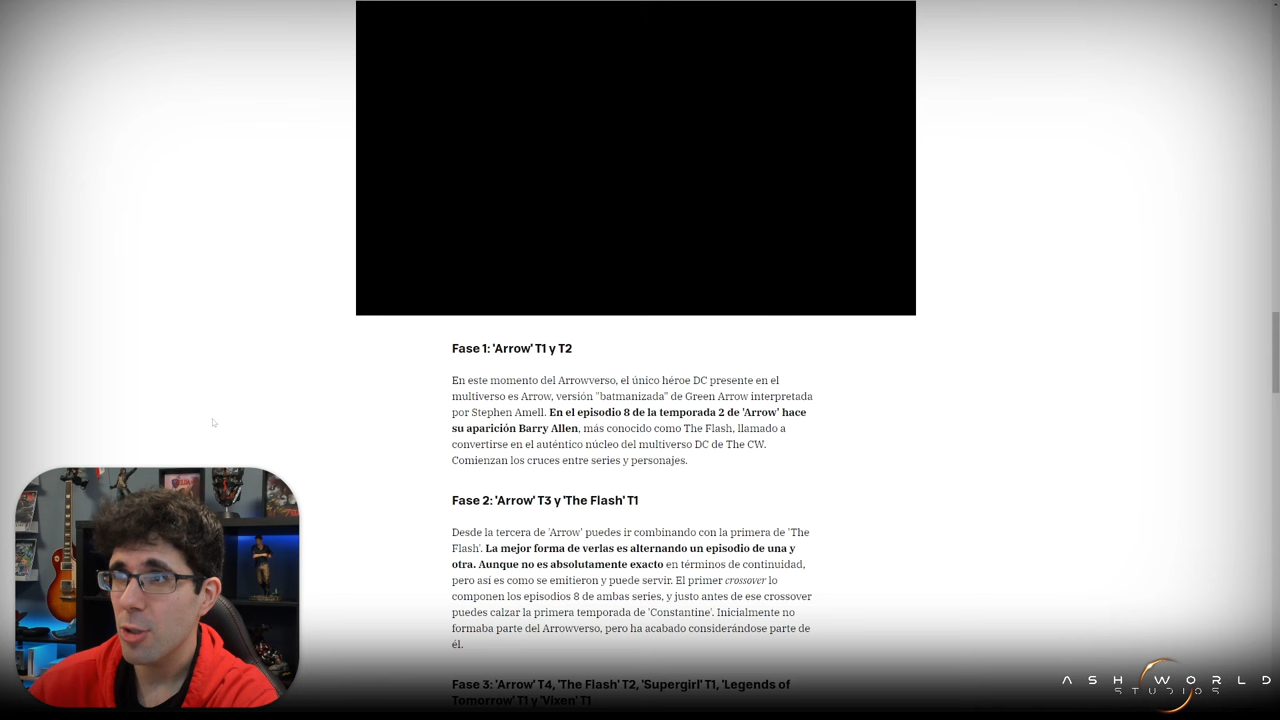 Fase 1: 'Arrow' T1 y T2
En este momento del Arrowverso, el único héroe DC presente en el
multiverso es Arrow, versión "batmanizada" de Green Arrow interpretada
por Stephen Amell. En el episodio 8 de la temporada 2 de 'Arrow' hace
su aparición Barry Allen, más conocido como The Flash, llamado a
convertirse en el auténtico núcleo del multiverso DC de The CW.
Comienzan los cruces entre series y personajes.
Fase 2: 'Arrow' T3 y 'The Flash' T1
Desde la tercera de 'Arrow' puedes ir combinando con la primera de 'The
Flash'. La mejor forma de verlas es alternando un episodio de una y
otra. Aunque no es absolutamente exacto en términos de continuidad,
pero así es como se emitieron y puede servir. El primer crossover lo
componen los episodios 8 de ambas series, y justo antes de ese crossover
puedes calzar la primera temporada de 'Constantine'. Inicialmente no
formaba parte del Arrowverso, pero ha acabado considerándose parte de
él.
Fase 3: 'Arrow' T4, 'The Flash' T2, 'Supergirl' T1, 'Legends of
Tomorrow' T1 y 'Vixen' T1
ASHWORLD
STUDIOS